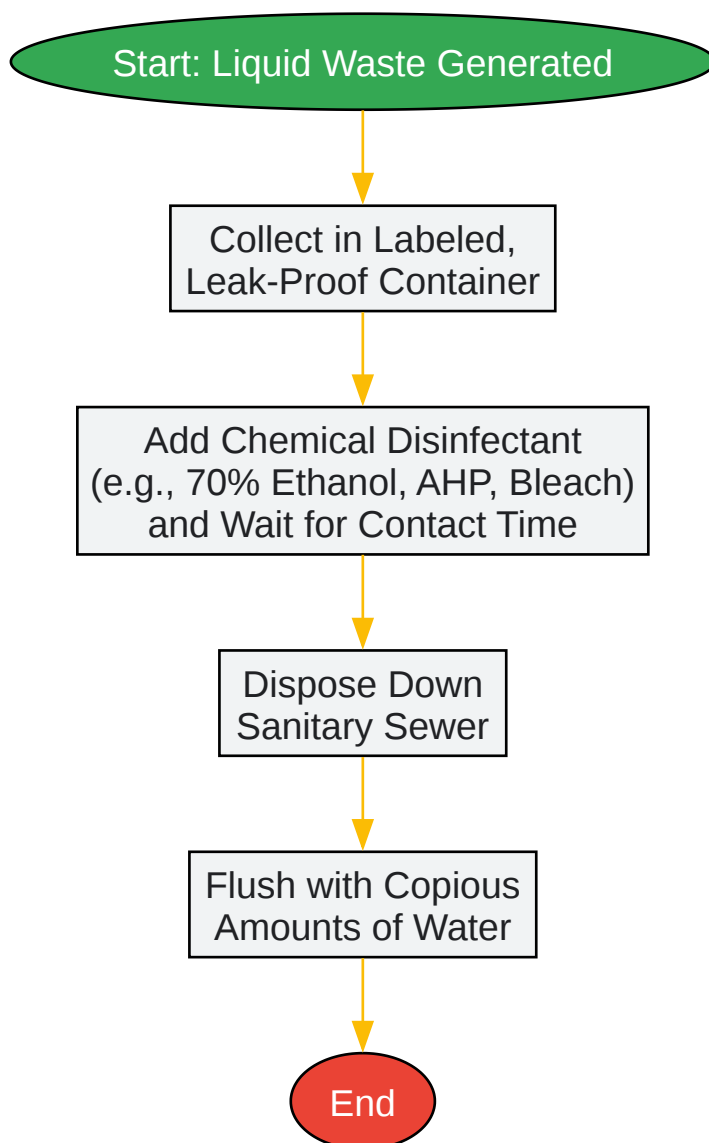 Start: Liquid Waste Generated
Collect in Labeled,
Leak-Proof Container
Add Chemical Disinfectant
(e.g., 70% Ethanol, AHP, Bleach)
and Wait for Contact Time
Dispose Down
Sanitary Sewer
Flush with Copious
Amounts of Water
End